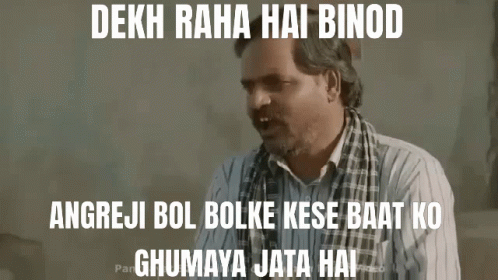 DEKH RAHA HAI BINOD
ANGREJI BOL BOLKE KESE BAAT KO
GHUMAYA JATA HAI